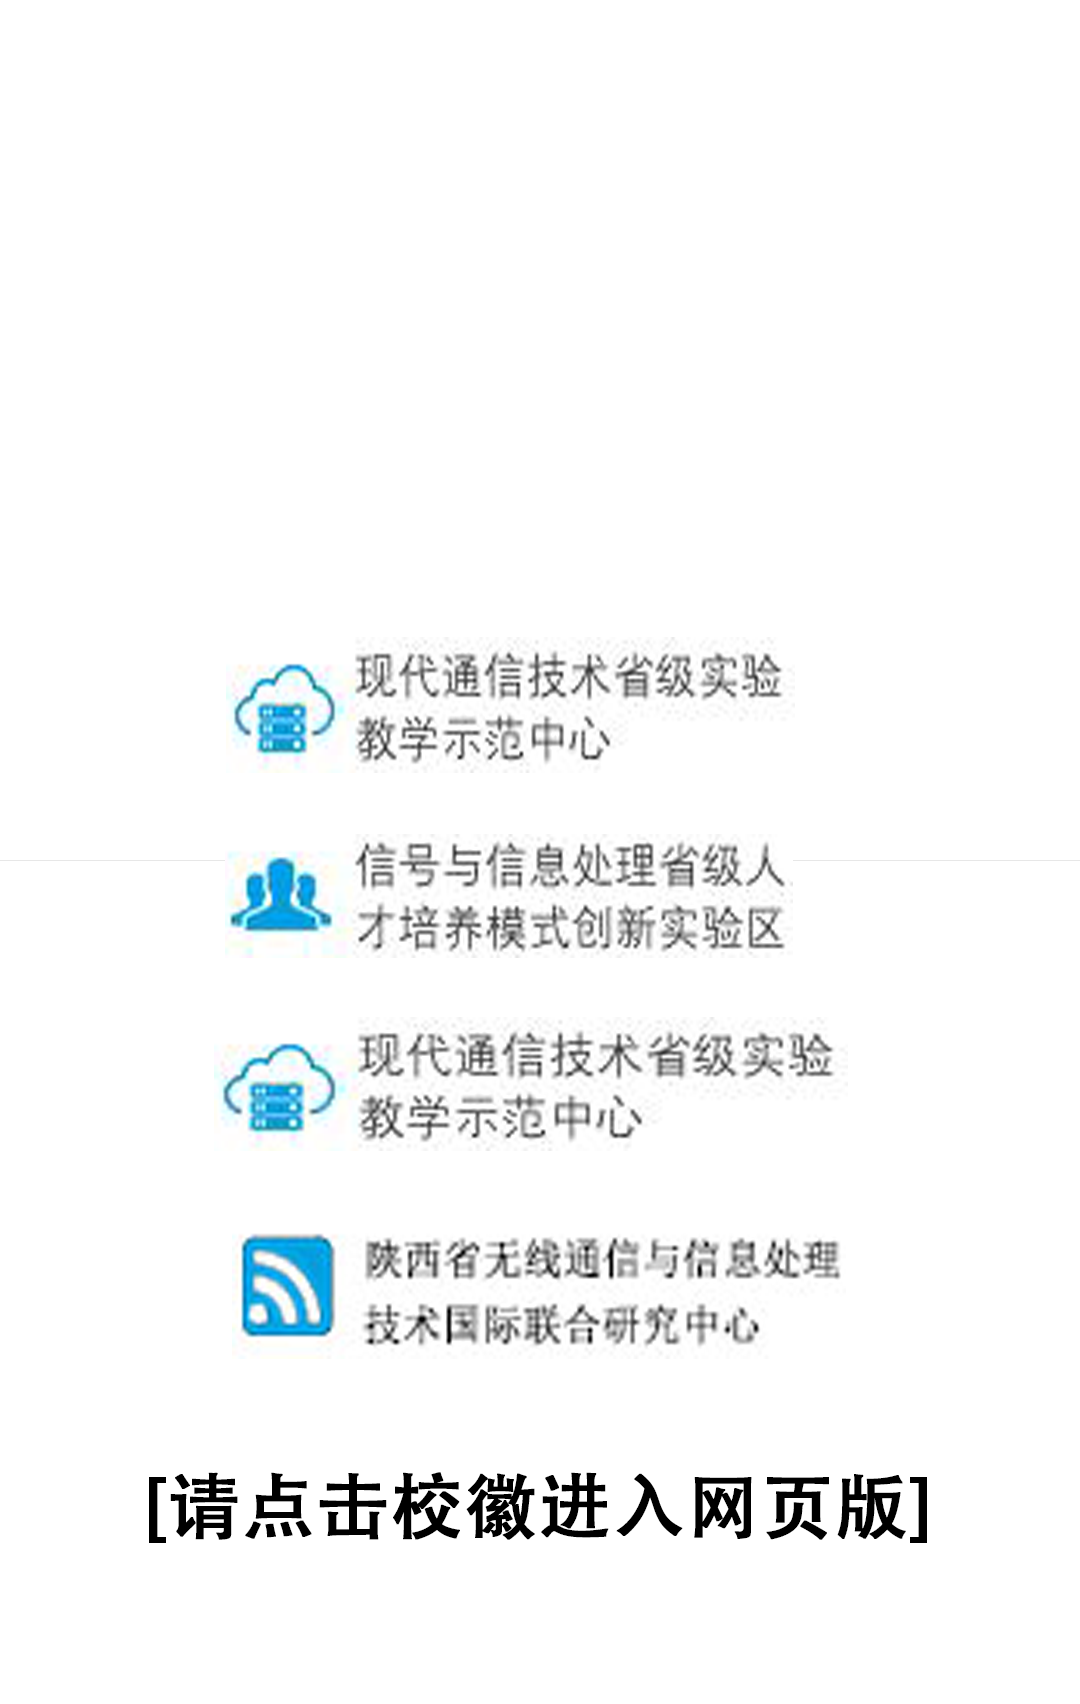 现代通信技术省级实验
教学示范中心
信号与信息处理省级人
才培养模式创新实验区
现代通信技术省级实验
教学示范中心
陕西省无线通信与信息处理
技术国际联合研究中心
[请点击校徽进入网页版]